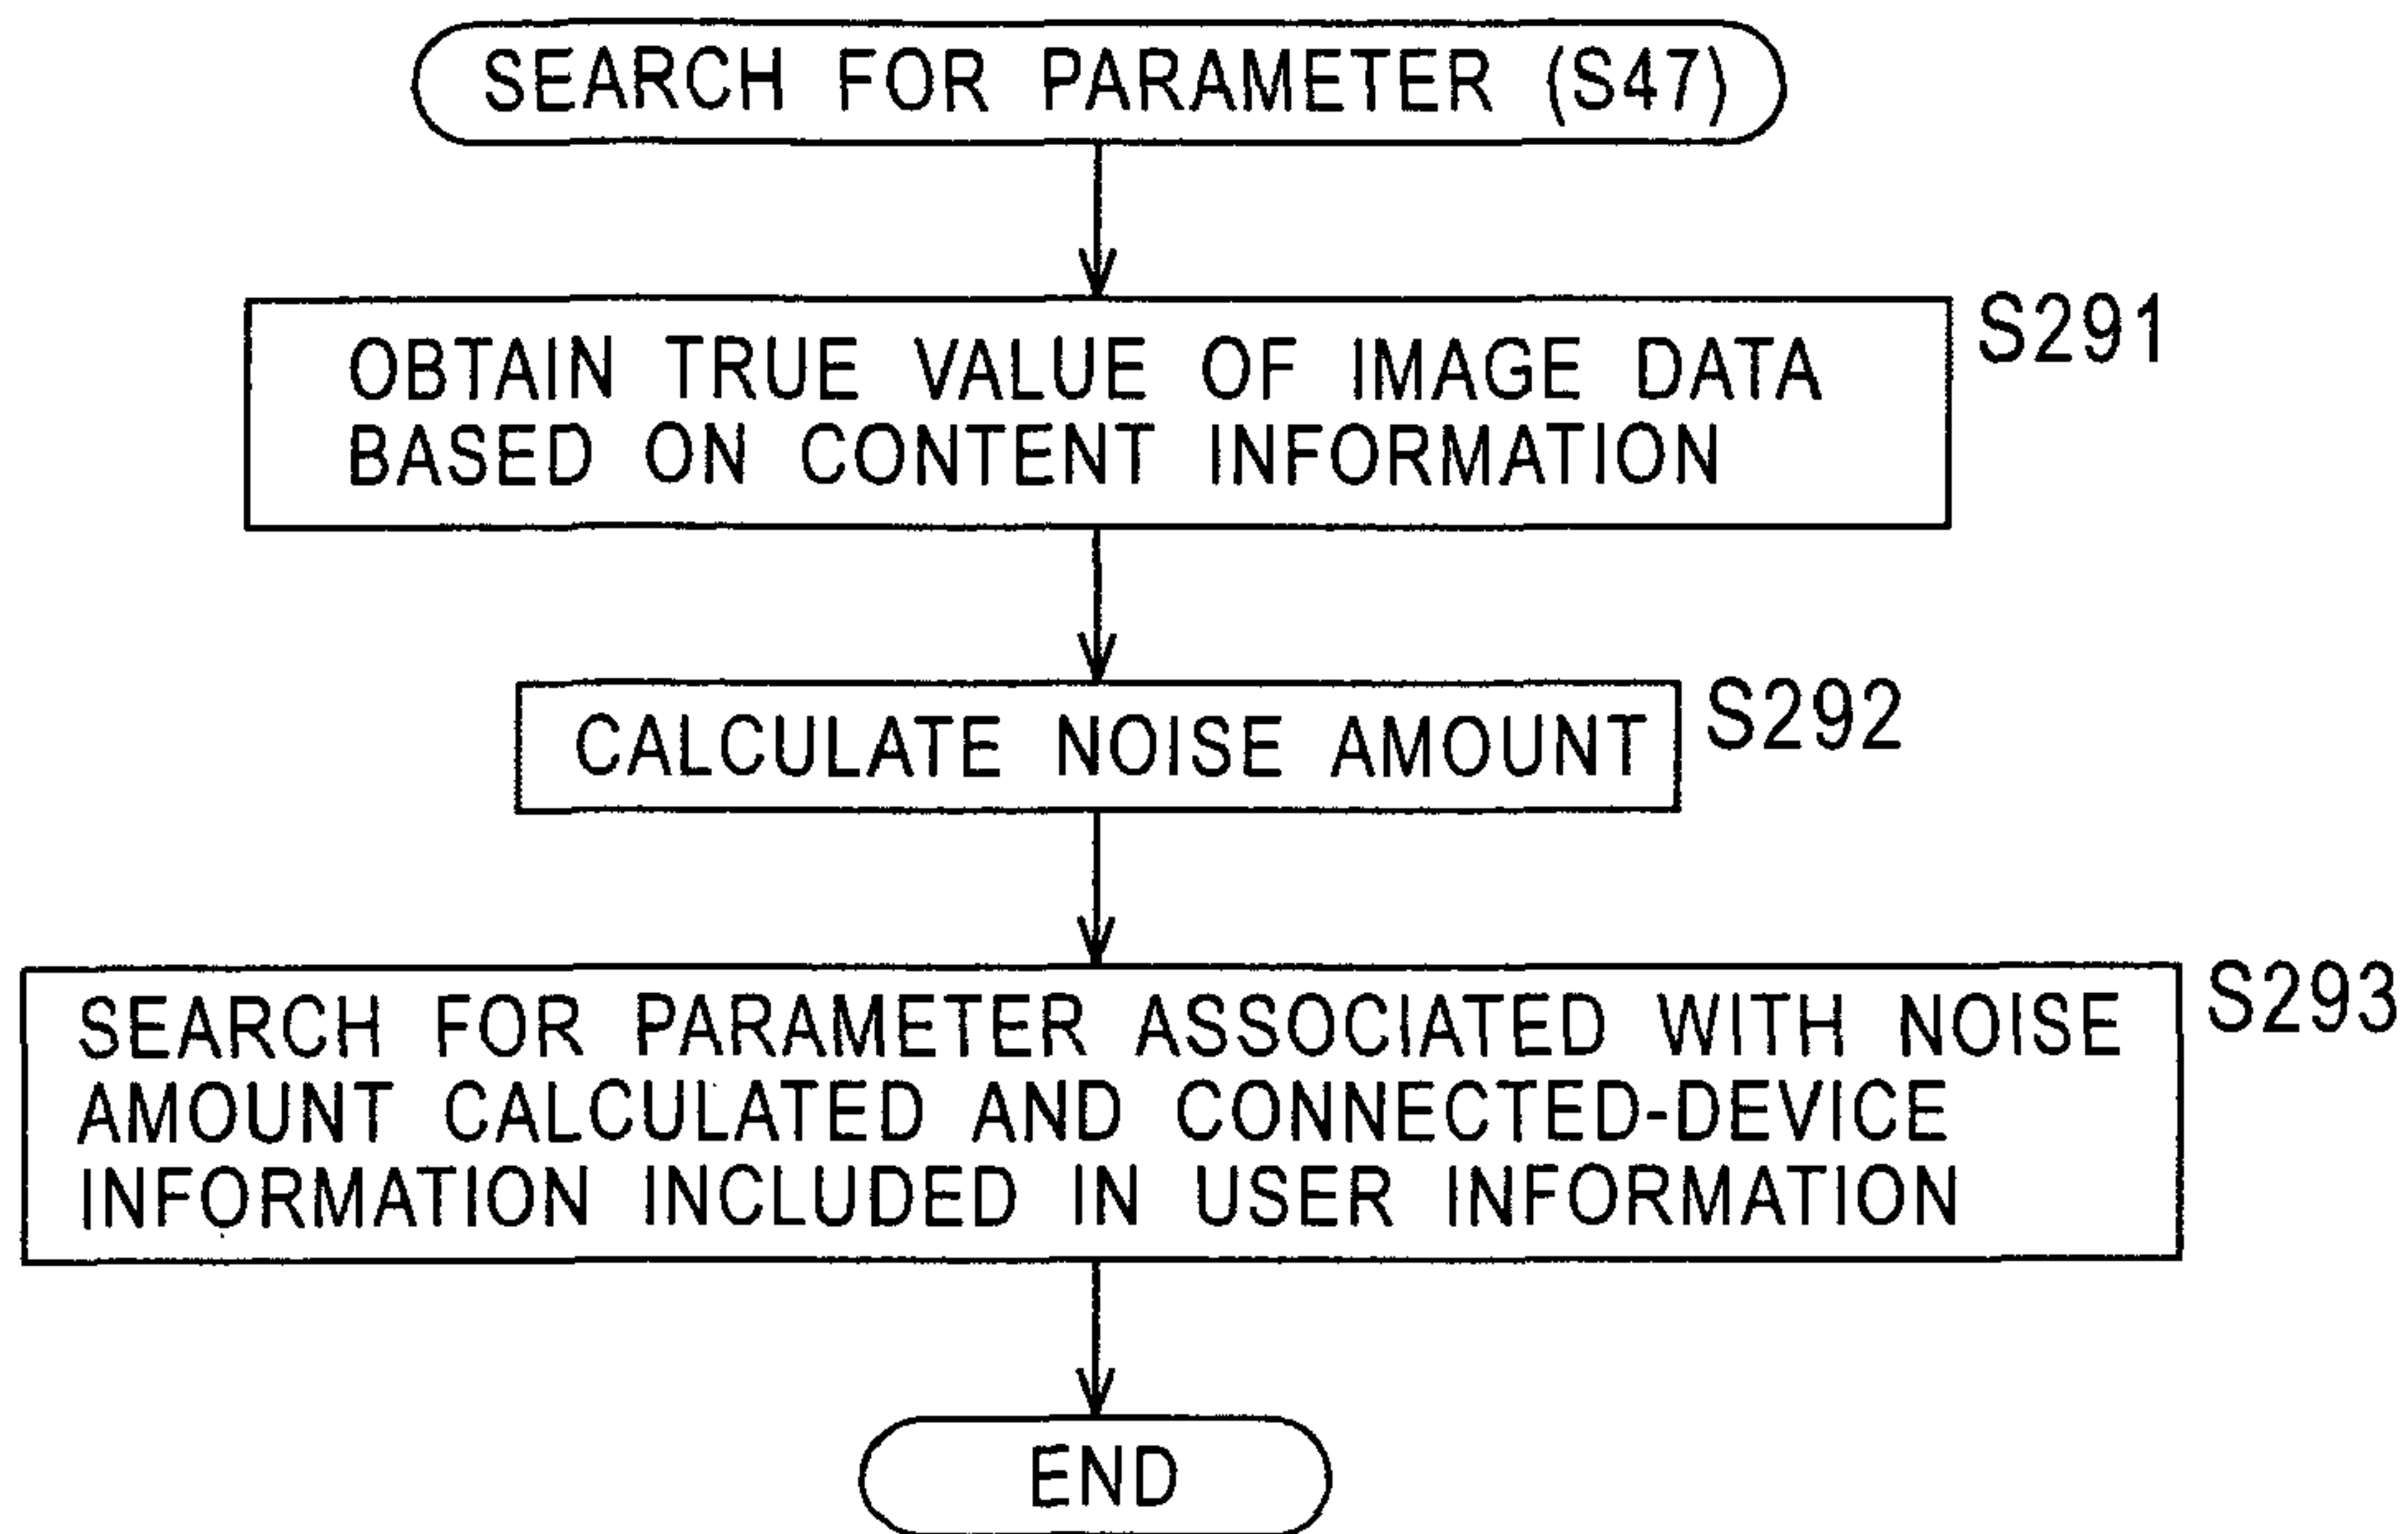 SEARCH FOR PARAMETER (S47)
S291
OBTAIN TRUE VALUE OF IMAGE DATA
BASED ON CONTENT INFORMATION
S292
CALCULATE NOISE AMOUNT
S293
SEARCH FOR PARAMETER ASSOCIATED WITH NOISE
AMOUNT CALCULATED AND CONNECTED-DEVICE
INFORMATION INCLUDED IN USER INFORMATION
END